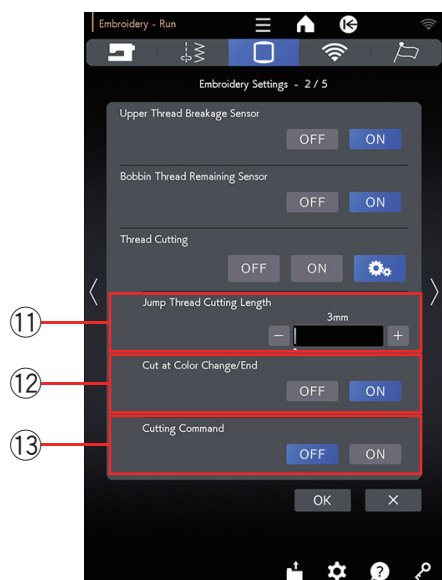 Embroidery - Run
Embroidery Settings - 2 / 5
Upper Thread Breakage Sensor
OFF ON
Bobbin Thread Remaining Sensor
OFF ON
Thread Cutting
OFF ON
⑪ Jump Thread Cutting Length
3mm
− +
⑫ Cut at Color Change/End
OFF ON
⑬ Cutting Command
OFF ON
OK ×
?